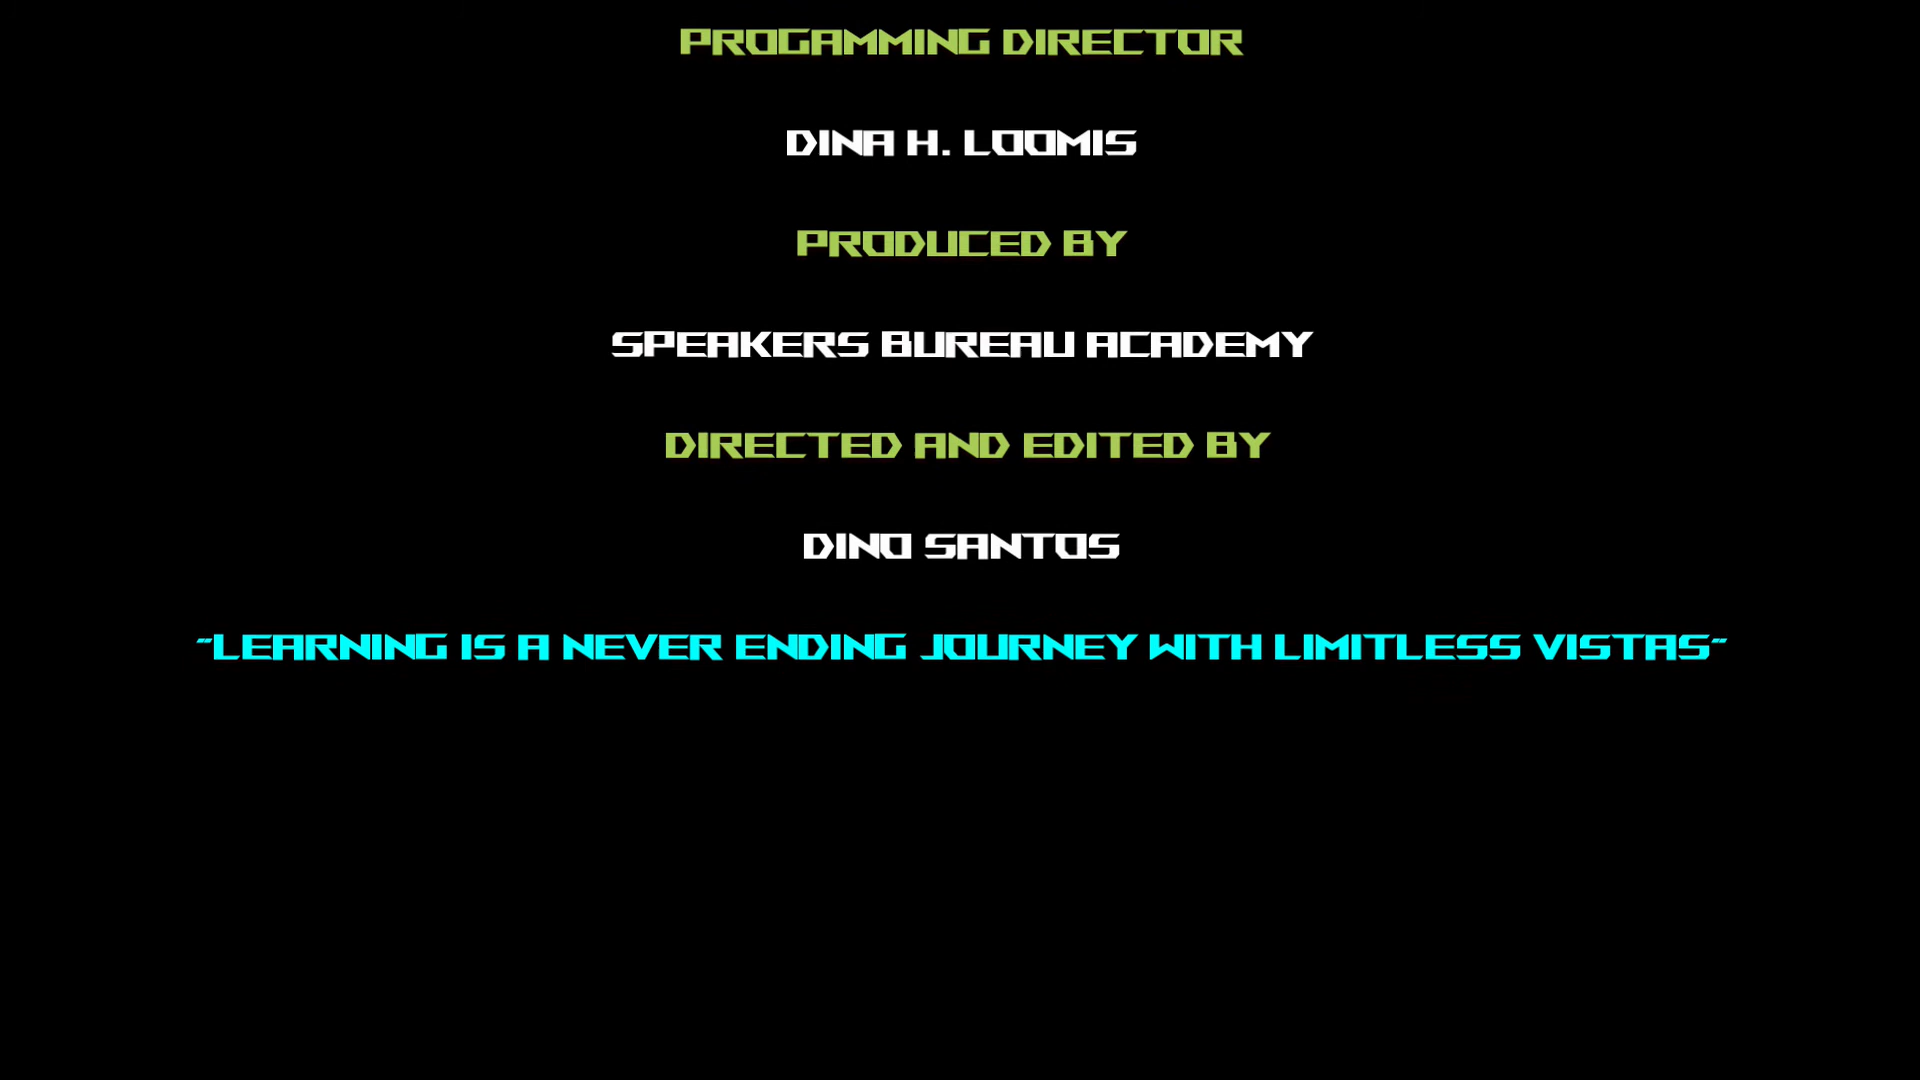 PROGAMMING DIRECTOR
DINA H. LOOMIS
PRODUCED BY
SPEAKERS BUREAU ACADEMY
DIRECTED AND EDITED BY
DINO SANTOS
"LEARNING IS A NEVER ENDING JOURNEY WITH LIMITLESS VISTAS"